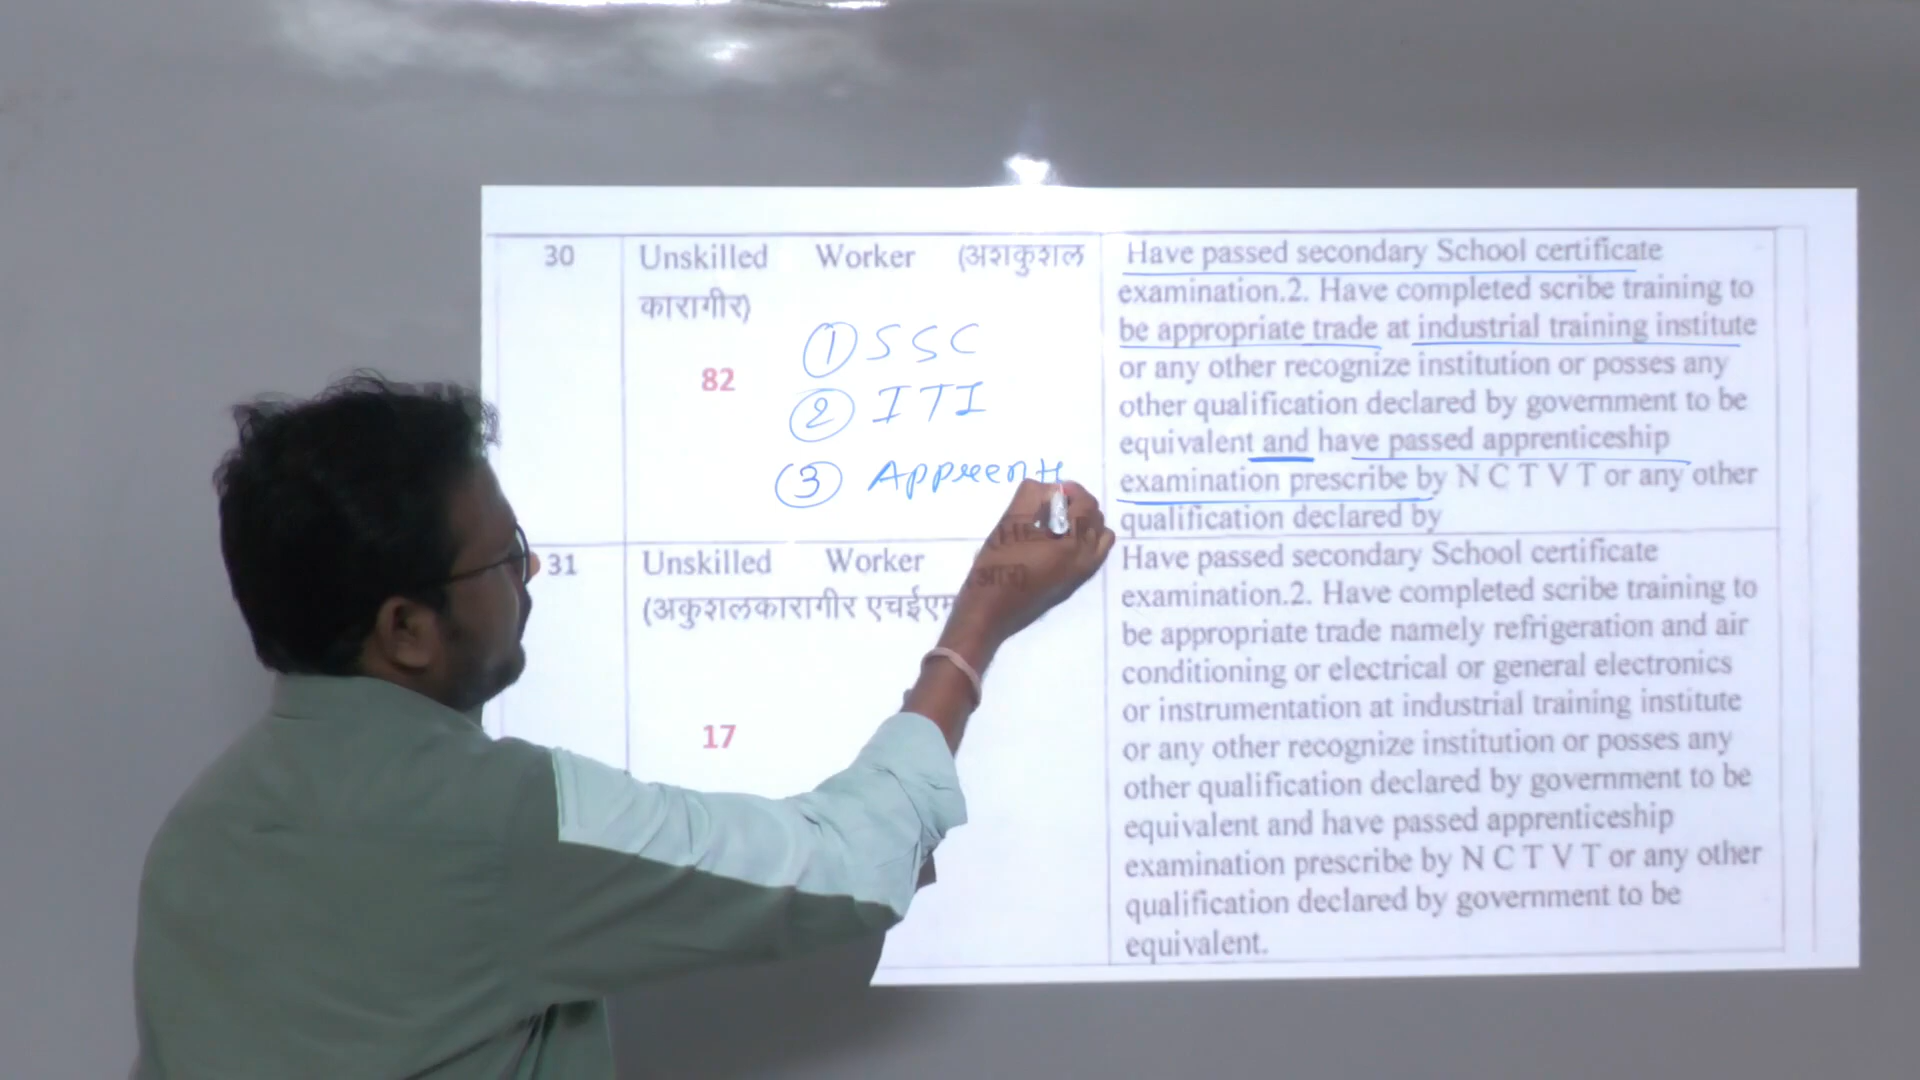 30
Unskilled Worker (अशकुशल
कारागीर)
82
① SSC
② ITI
③ Appreenti
Have passed secondary School certificate
examination.2. Have completed scribe training to
be appropriate trade at industrial training institute
or any other recognize institution or posses any
other qualification declared by government to be
equivalent and have passed apprenticeship
examination prescribe by N C T V T or any other
qualification declared by
31
Unskilled Worker
(अकुशलकारागीर एचईएम
17
Have passed secondary School certificate
examination.2. Have completed scribe training to
be appropriate trade namely refrigeration and air
conditioning or electrical or general electronics
or instrumentation at industrial training institute
or any other recognize institution or posses any
other qualification declared by government to be
equivalent and have passed apprenticeship
examination prescribe by N C T V T or any other
qualification declared by government to be
equivalent.